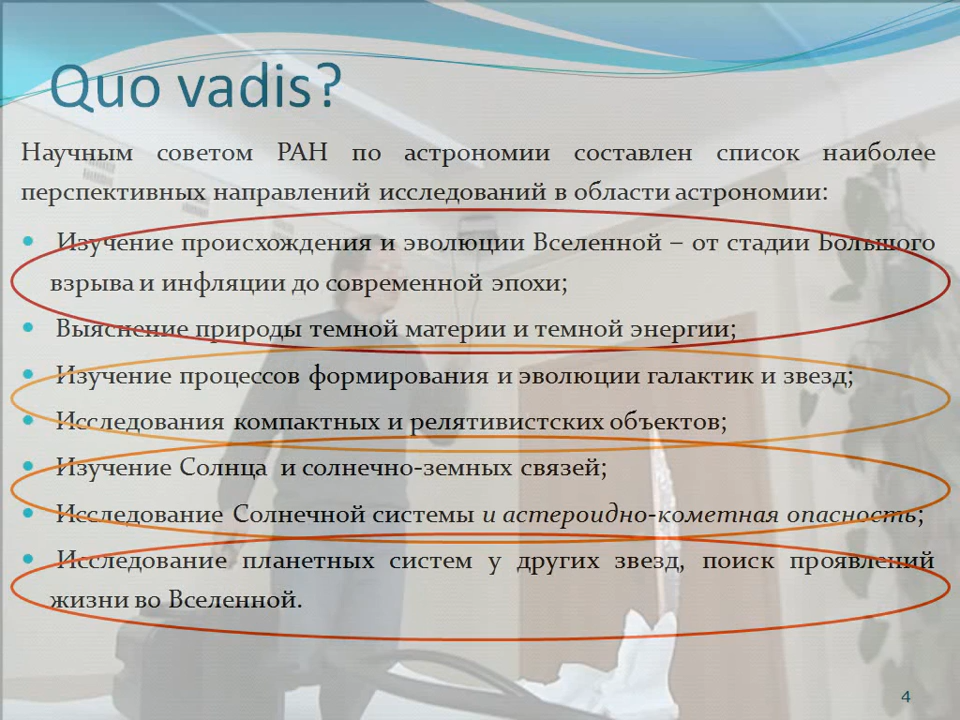 Quo vadis?
Научным советом РАН по астрономии составлен список наиболее
перспективных направлений исследований в области астрономии:
• Изучение происхождения и эволюции Вселенной – от стадии Большого
взрыва и инфляции до современной эпохи;
• Выяснение природы темной материи и темной энергии;
• Изучение процессов формирования и эволюции галактик и звезд;
• Исследования компактных и релятивистских объектов;
• Изучение Солнца и солнечно-земных связей;
• Исследование Солнечной системы и астероидно-кометная опасность;
• Исследование планетных систем у других звезд, поиск проявлений
жизни во Вселенной.
4